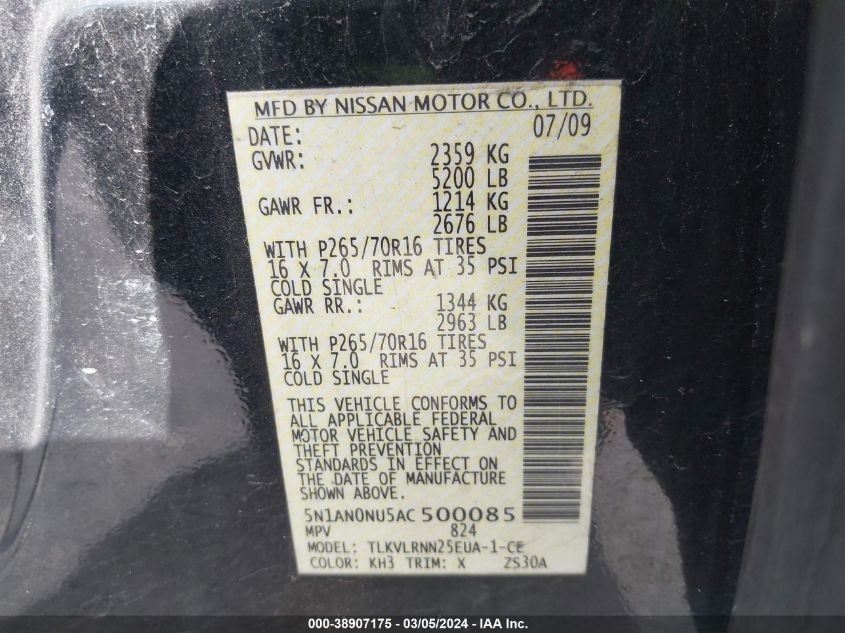 MFD BY NISSAN MOTOR CO., LTD.
DATE: 07/09
GVWR: 2359 KG
5200 LB
GAWR FR.: 1214 KG
2676 LB
WITH P265/70R16 TIRES
16 X 7.0 RIMS AT 35 PSI
COLD SINGLE
GAWR RR.: 1344 KG
2963 LB
WITH P265/70R16 TIRES
16 X 7.0 RIMS AT 35 PSI
COLD SINGLE
THIS VEHICLE CONFORMS TO
ALL APPLICABLE FEDERAL
MOTOR VEHICLE SAFETY AND
THEFT PREVENTION
STANDARDS IN EFFECT ON
THE DATE OF MANUFACTURE
SHOWN ABOVE.
5N1AN0NU5AC 500085
MPV 824
MODEL: TLKVLRNN25EUA-1-CE
COLOR: KH3 TRIM: X ZS30A
000-38907175 - 03/05/2024 - IAA Inc.